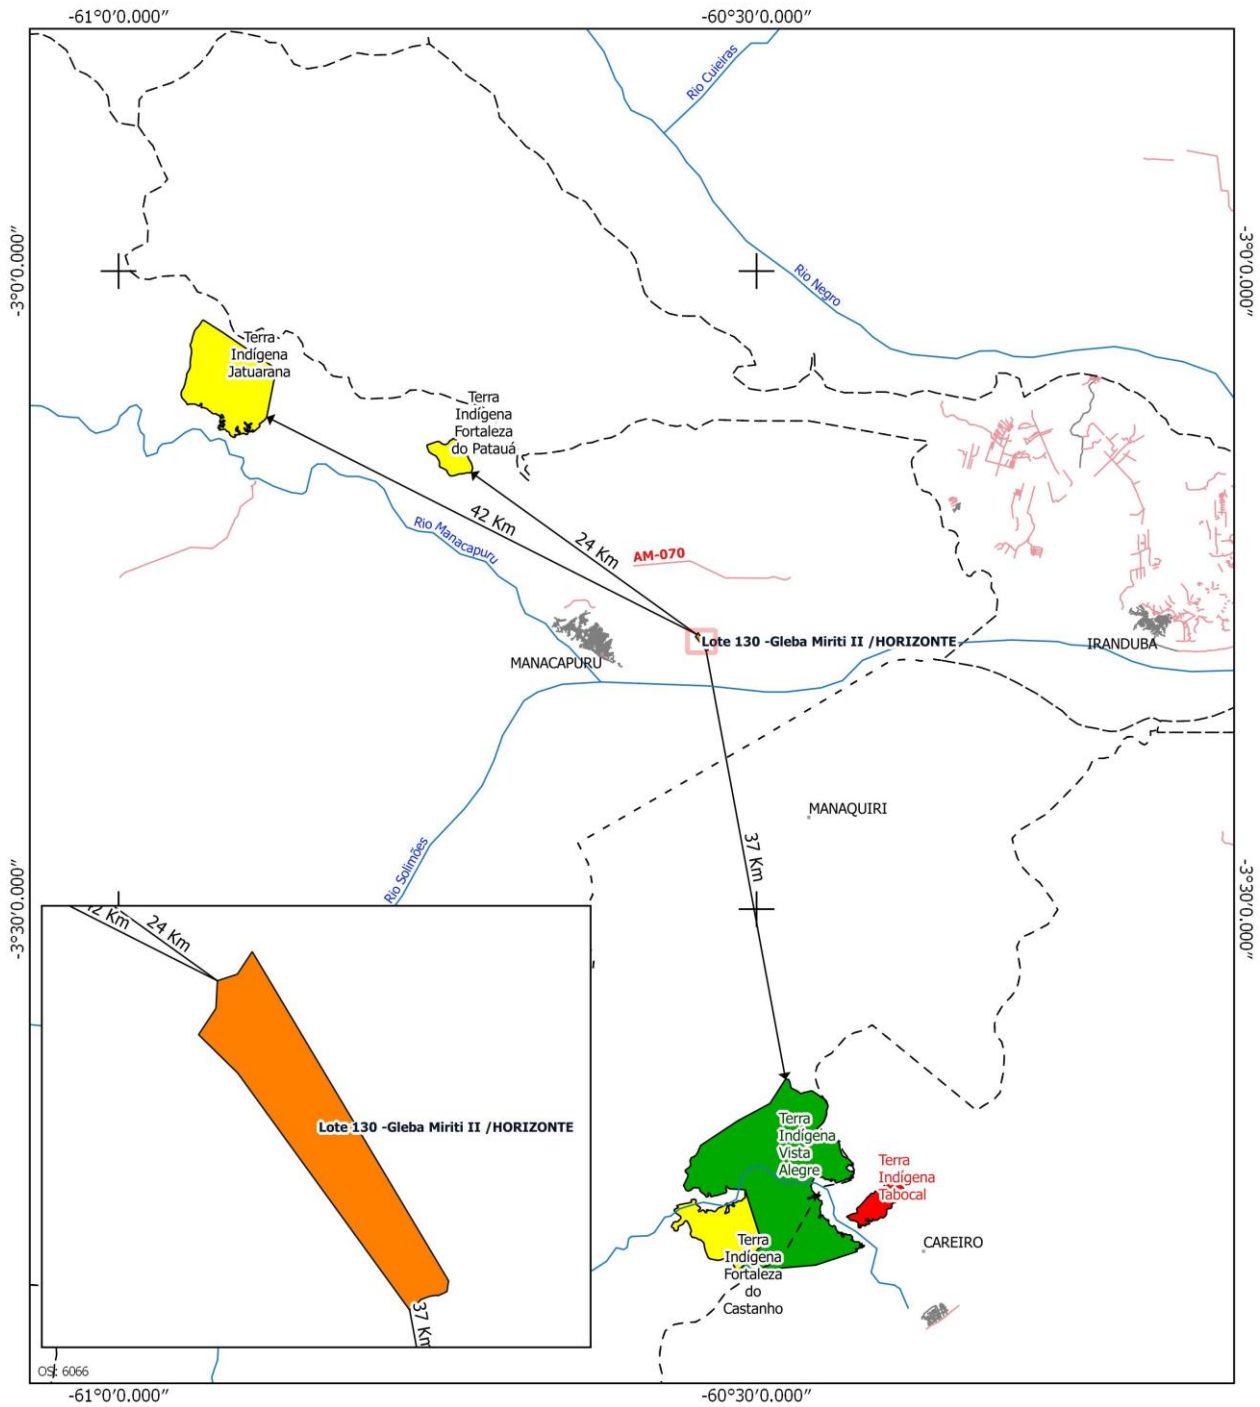 -61°0′0.000″
-60°30′0.000″
Rio Cuieiras
-3°0′0.000″
-3°0′0.000″
Rio Negro
Terra
Indígena
Jatuarana
Terra
Indígena
Fortaleza
do Patauá
42 Km
24 Km
Rio Manacapuru
AM-070
Lote 130 -Gleba Miriti II /HORIZONTE
MANACAPURU
IRANDUBA
MANAQUIRI
37 Km
Rio Solimões
-3°30′0.000″
-3°30′0.000″
42 Km
24 Km
Lote 130 -Gleba Miriti II /HORIZONTE
37 Km
Terra
Indígena
Vista
Alegre
Terra
Indígena
Tabocal
Terra
Indígena
Fortaleza
do
Castanho
CAREIRO
OS: 6066
-61°0′0.000″
-60°30′0.000″